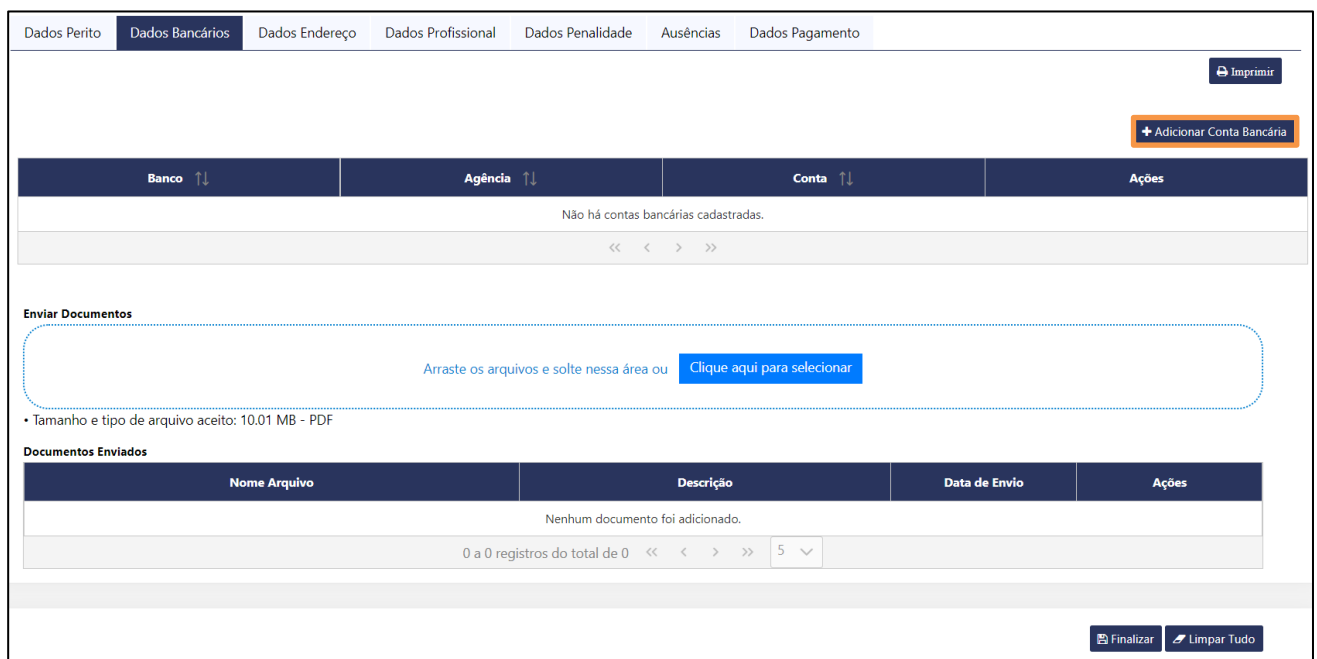 Dados Perito Dados Bancários Dados Endereço Dados Profissional Dados Penalidade Ausências Dados Pagamento
Imprimir
Adicionar Conta Bancária
Banco Agência Conta Ações
Não há contas bancárias cadastradas.
Enviar Documentos
Arraste os arquivos e solte nessa área ou Clique aqui para selecionar
• Tamanho e tipo de arquivo aceito: 10.01 MB - PDF
Documentos Enviados
Nome Arquivo Descrição Data de Envio Ações
Nenhum documento foi adicionado.
0 a 0 registros do total de 0 5
Finalizar Limpar Tudo